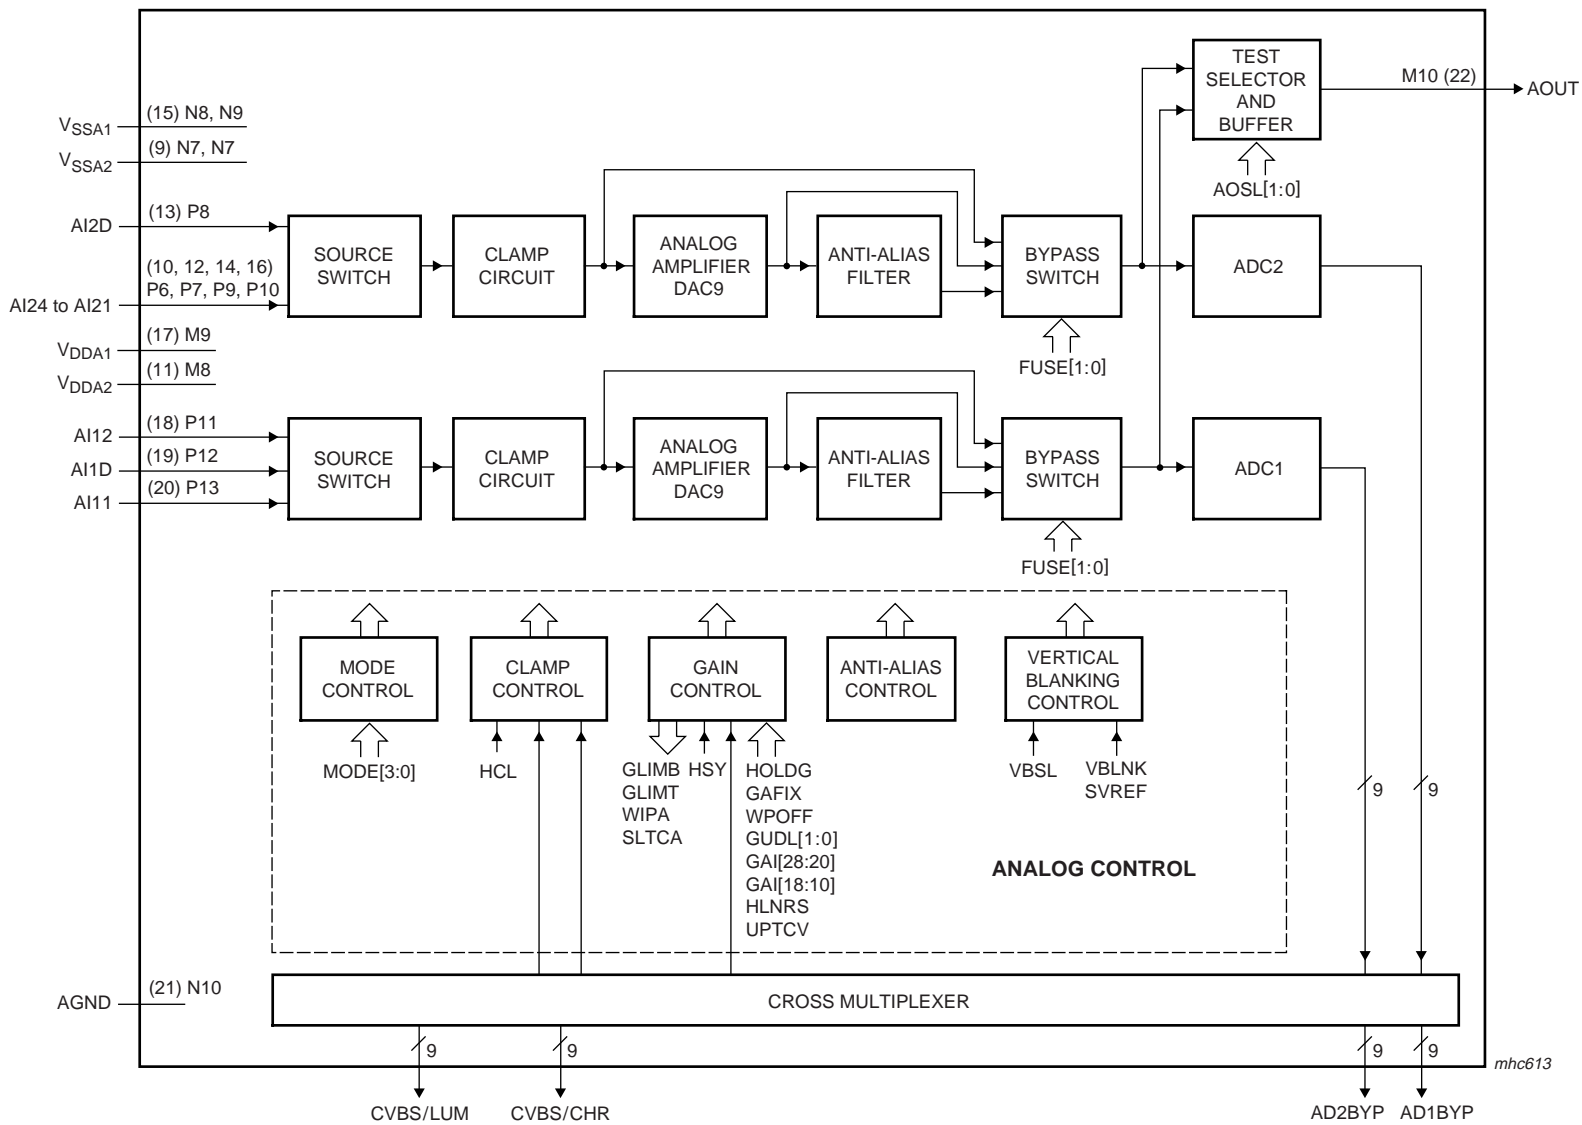 TEST
SELECTOR
AND
BUFFER
M10 (22)
AOUT
AOSL[1:0]
VSSA1
(15) N8, N9
VSSA2
(9) N7, N7
AI2D
(13) P8
(10, 12, 14, 16)
P6, P7, P9, P10
AI24 to AI21
SOURCE
SWITCH
CLAMP
CIRCUIT
ANALOG
AMPLIFIER
DAC9
ANTI-ALIAS
FILTER
BYPASS
SWITCH
ADC2
FUSE[1:0]
VDDA1
(17) M9
VDDA2
(11) M8
AI12
(18) P11
AI1D
(19) P12
AI11
(20) P13
SOURCE
SWITCH
CLAMP
CIRCUIT
ANALOG
AMPLIFIER
DAC9
ANTI-ALIAS
FILTER
BYPASS
SWITCH
ADC1
FUSE[1:0]
MODE
CONTROL
CLAMP
CONTROL
GAIN
CONTROL
ANTI-ALIAS
CONTROL
VERTICAL
BLANKING
CONTROL
MODE[3:0]
HCL
GLIMB
GLIMT
WIPA
SLTCA
HSY
HOLDG
GAFIX
WPOFF
GUDL[1:0]
GAI[28:20]
GAI[18:10]
HLNRS
UPTCV
VBSL
VBLNK
SVREF
9
9
ANALOG CONTROL
AGND
(21) N10
CROSS MULTIPLEXER
9
9
9
9
mhc613
CVBS/LUM
CVBS/CHR
AD2BYP
AD1BYP